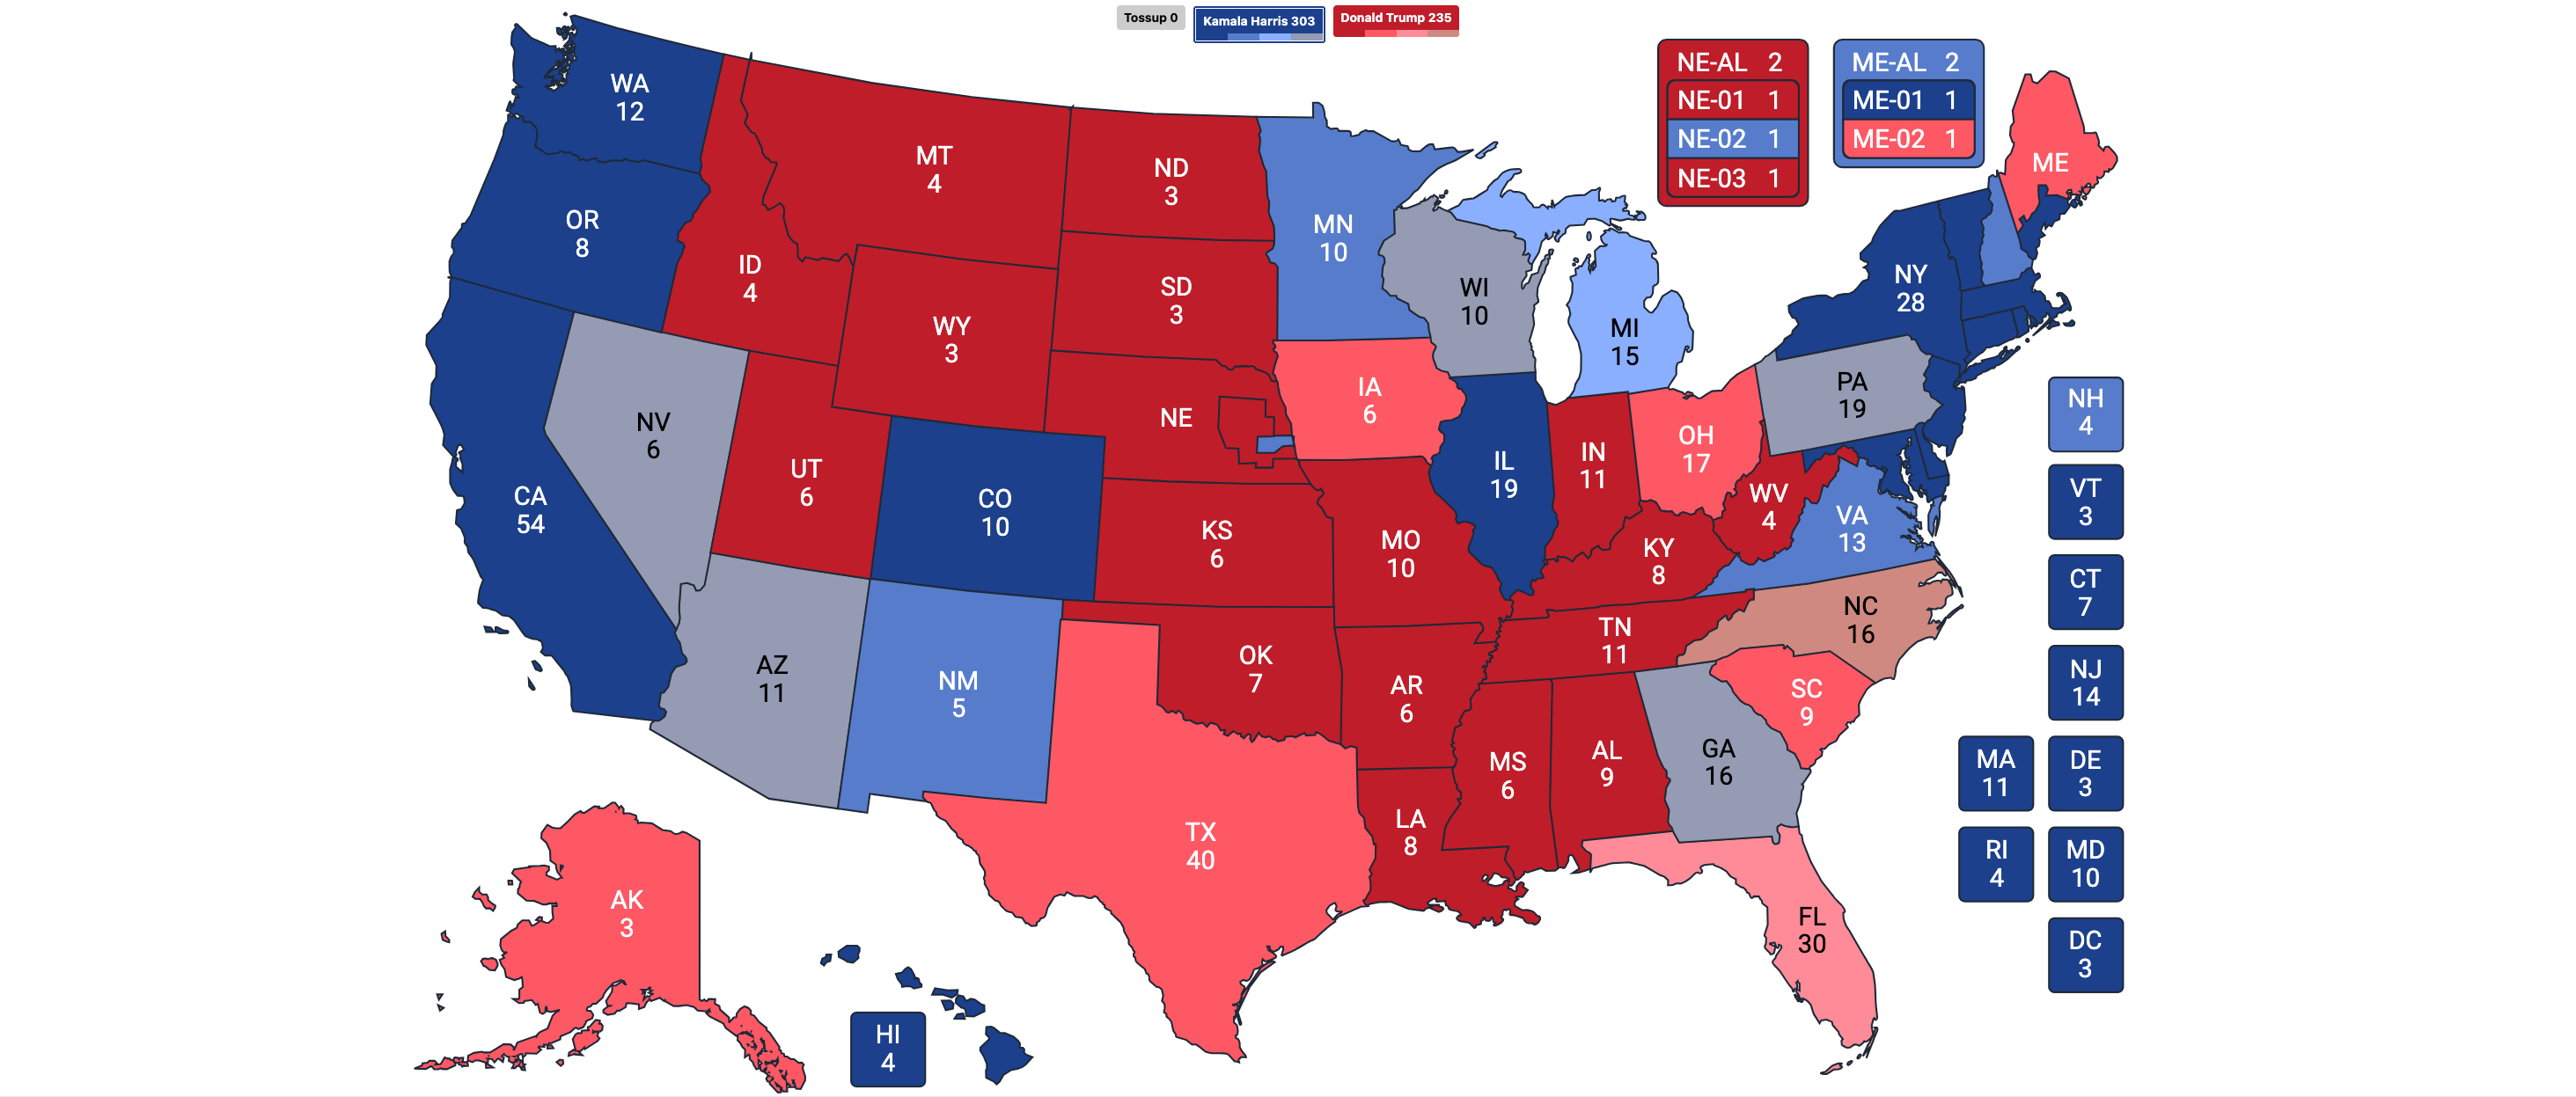 Tossup 0
Kamala Harris 303
Donald Trump 235
NE-AL 2
NE-01 1
NE-02 1
NE-03 1
ME-AL 2
ME-01 1
ME-02 1
WA
12
OR
8
CA
54
NV
6
ID
4
MT
4
WY
3
UT
6
AZ
11
CO
10
NM
5
ND
3
SD
3
NE
KS
6
OK
7
TX
40
MN
10
IA
6
MO
10
AR
6
LA
8
WI
10
IL
19
MI
15
IN
11
OH
17
KY
8
TN
11
MS
6
AL
9
GA
16
FL
30
SC
9
NC
16
VA
13
WV
4
PA
19
NY
28
ME
AK
3
HI
4
NH
4
VT
3
CT
7
NJ
14
MA
11
DE
3
RI
4
MD
10
DC
3